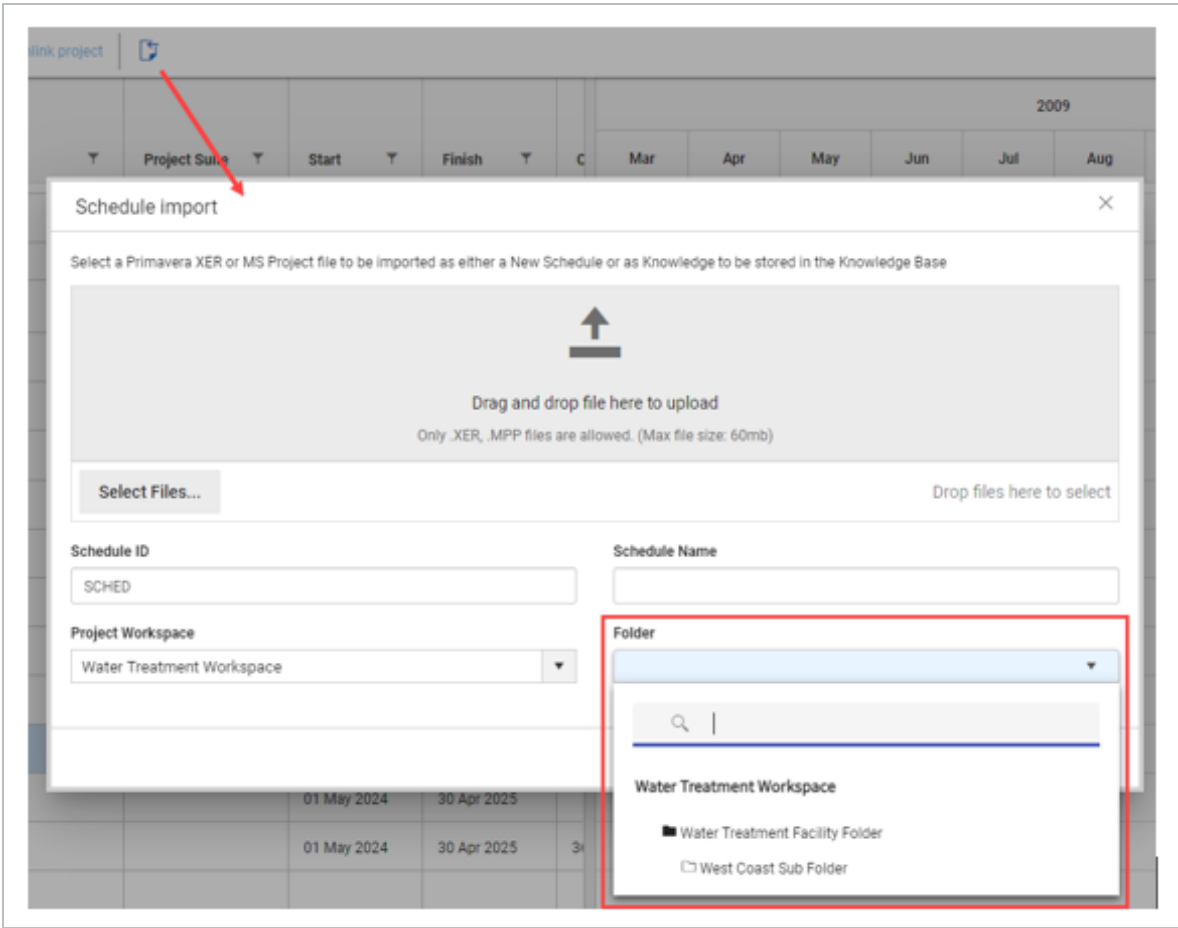 link project
2009
Project Suite Start Finish C Mar Apr May Jun Jul Aug
Schedule import
Select a Primavera XER or MS Project file to be imported as either a New Schedule or as Knowledge to be stored in the Knowledge Base
Drag and drop file here to upload
Only .XER, .MPP files are allowed. (Max file size: 60mb)
Select Files... Drop files here to select
Schedule ID Schedule Name
SCHED
Project Workspace Folder
Water Treatment Workspace
Water Treatment Workspace
Water Treatment Facility Folder
West Coast Sub Folder
01 May 2024 30 Apr 2025
01 May 2024 30 Apr 2025